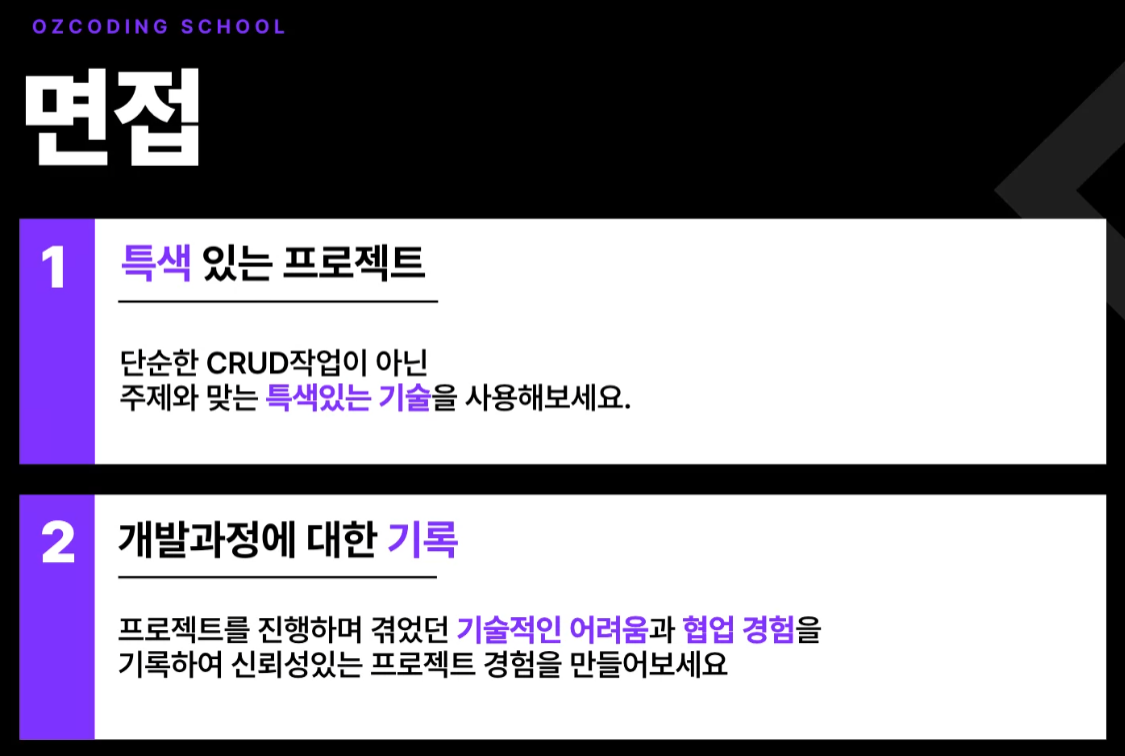 OZCODING SCHOOL
면접
1
특색 있는 프로젝트
단순한 CRUD작업이 아닌
주제와 맞는 특색있는 기술을 사용해보세요.
2
개발과정에 대한 기록
프로젝트를 진행하며 겪었던 기술적인 어려움과 협업 경험을
기록하여 신뢰성있는 프로젝트 경험을 만들어보세요